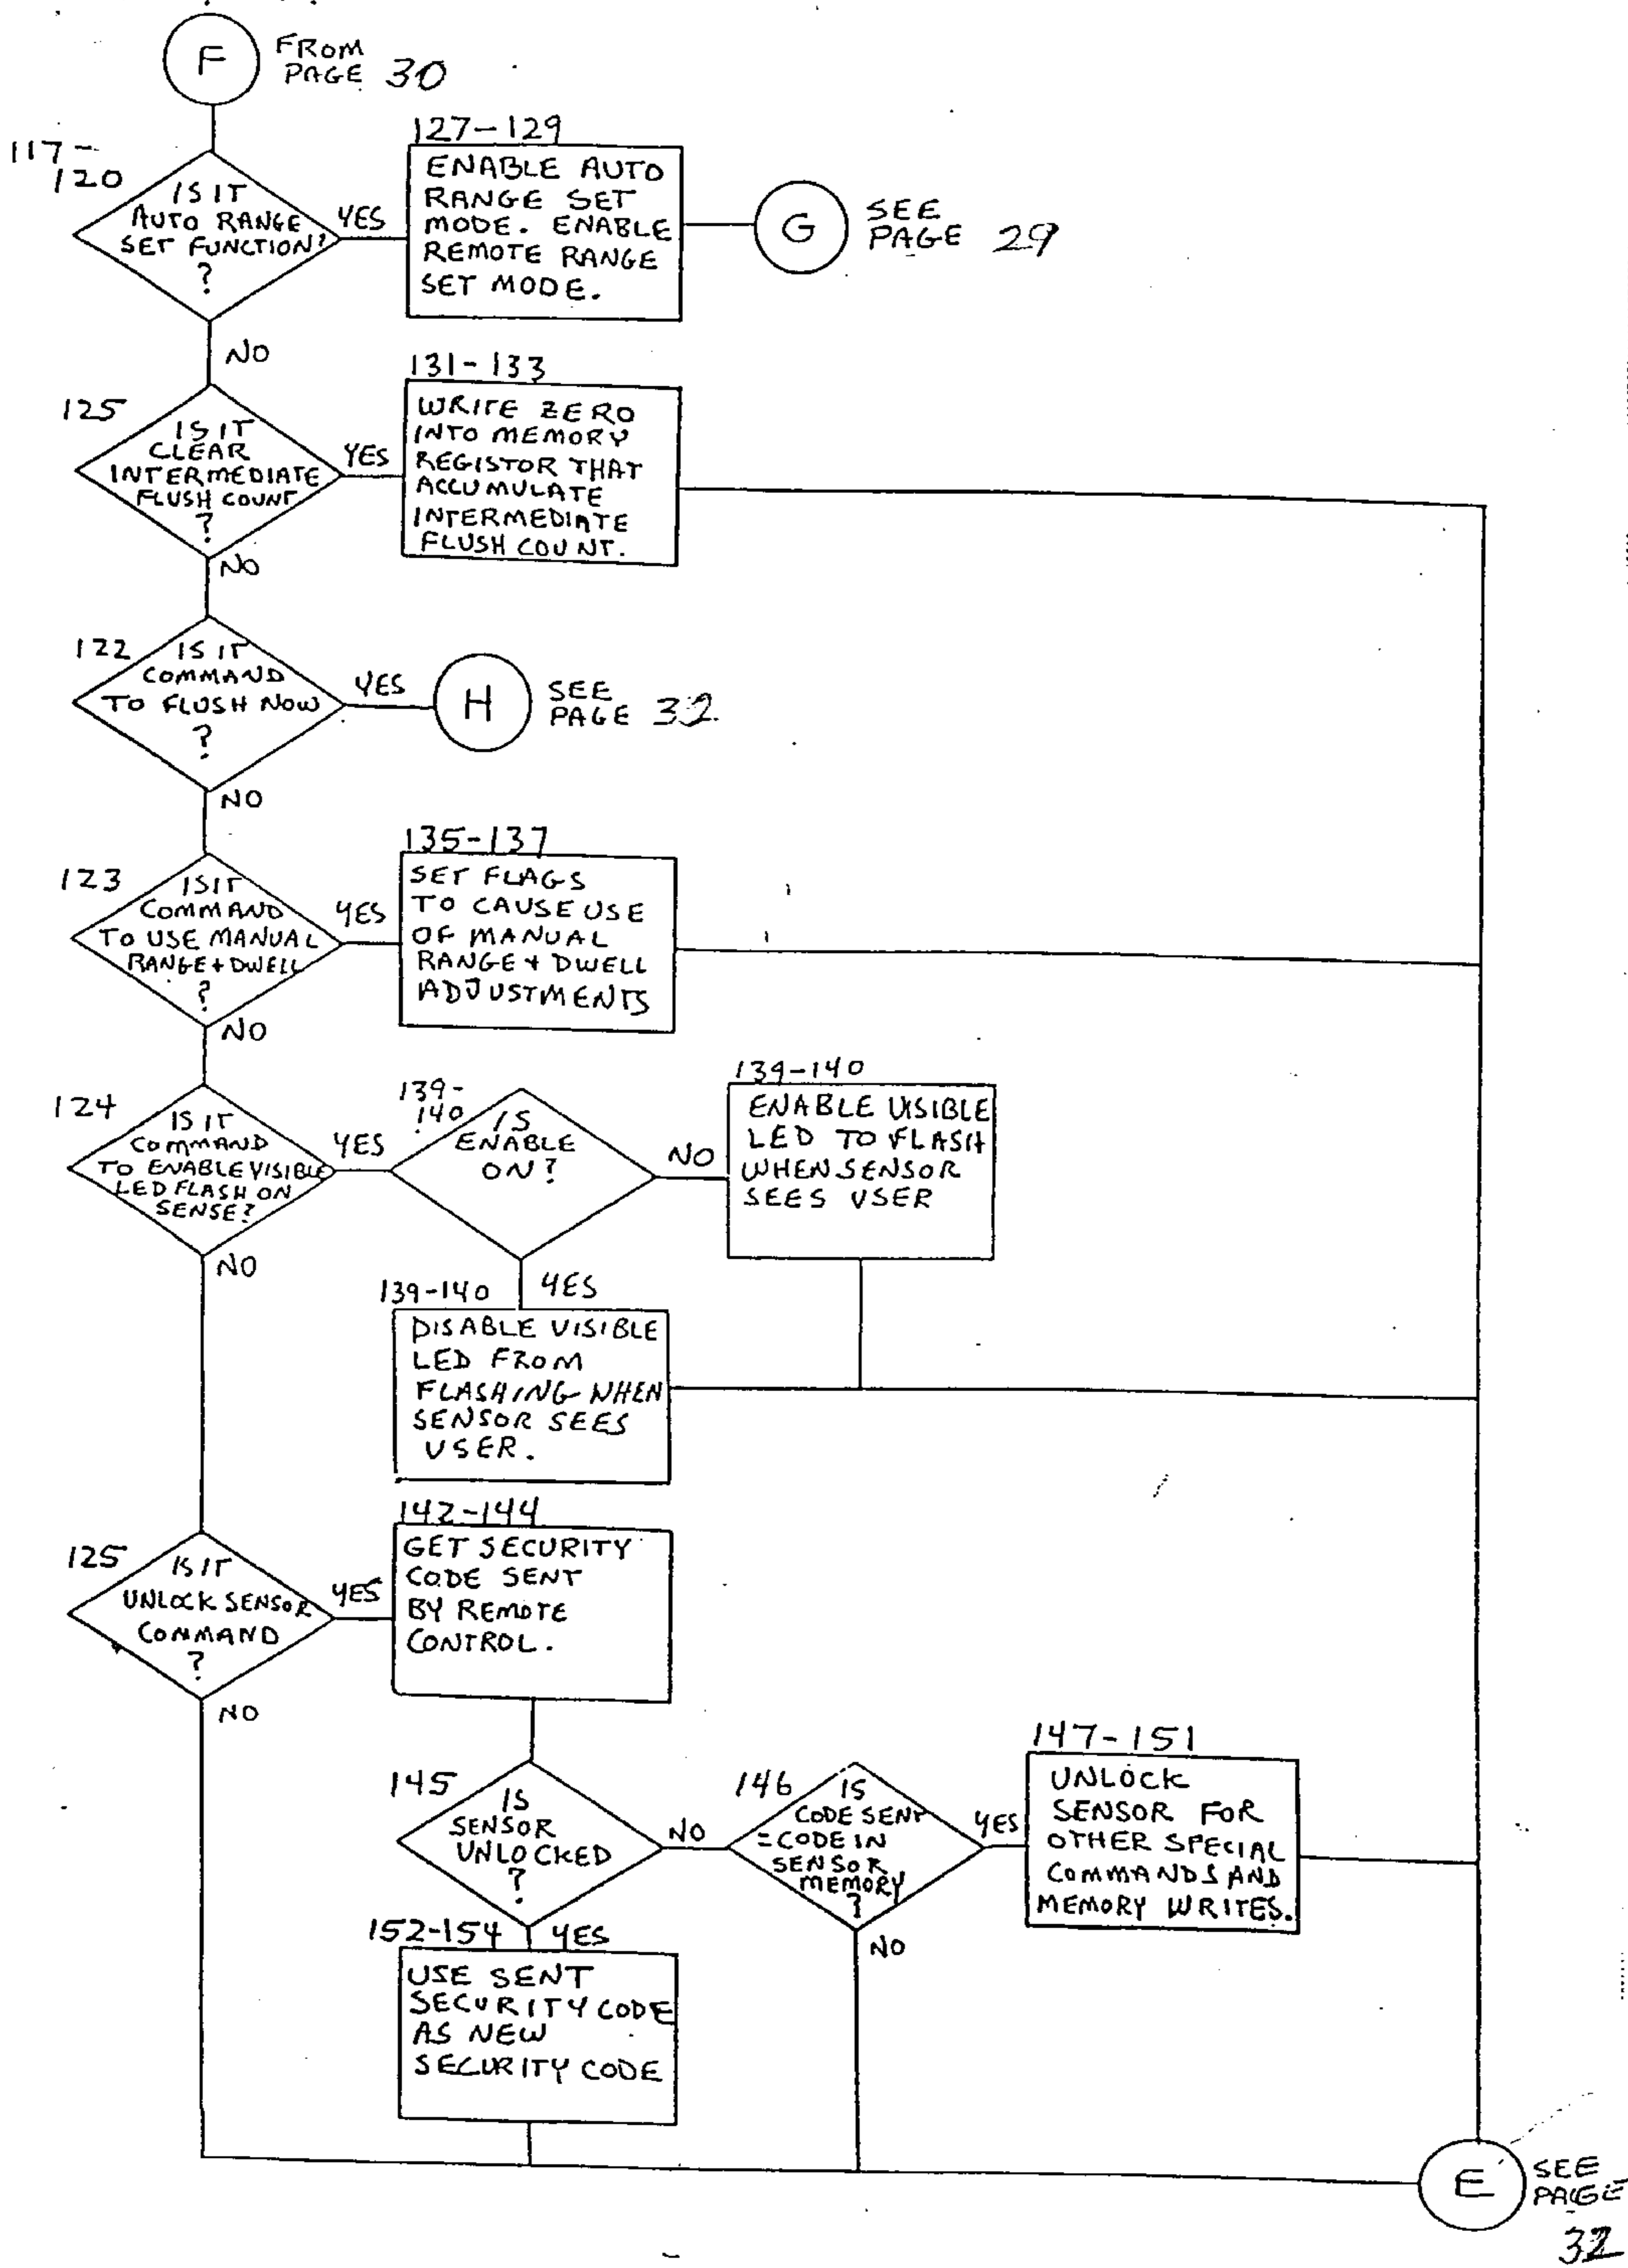 F
FROM
PAGE 30
117-
120
IS IT
AUTO RANGE
SET FUNCTION?
?
YES
NO
127-129
ENABLE AUTO
RANGE SET
MODE. ENABLE
REMOTE RANGE
SET MODE.
G
SEE
PAGE 29
125
IS IT
CLEAR
INTERMEDIATE
FLUSH COUNT
?
YES
NO
131-133
WRITE ZERO
INTO MEMORY
REGISTOR THAT
ACCUMULATE
INTERMEDIATE
FLUSH COUNT.
122
IS IT
COMMAND
TO FLUSH NOW
?
YES
NO
H
SEE
PAGE 32
123
IS IT
COMMAND
TO USE MANUAL
RANGE + DWELL
?
YES
NO
135-137
SET FLAGS
TO CAUSE USE
OF MANUAL
RANGE + DWELL
ADJUSTMENTS
124
IS IT
COMMAND
TO ENABLE VISIBLE
LED FLASH ON
SENSE?
YES
NO
139-
140
IS
ENABLE
ON?
NO
YES
139-140
ENABLE VISIBLE
LED TO FLASH
WHEN SENSOR
SEES USER
139-140
DISABLE VISIBLE
LED FROM
FLASHING WHEN
SENSOR SEES
USER.
125
IS IT
UNLOCK SENSOR
COMMAND
?
YES
NO
142-144
GET SECURITY
CODE SENT
BY REMOTE
CONTROL.
145
IS
SENSOR
UNLOCKED
?
NO
YES
146
IS
CODE SENT
=CODE IN
SENSOR
MEMORY
?
YES
NO
147-151
UNLOCK
SENSOR FOR
OTHER SPECIAL
COMMANDS AND
MEMORY WRITES.
152-154
USE SENT
SECURITY CODE
AS NEW
SECURITY CODE
E
SEE
PAGE
32